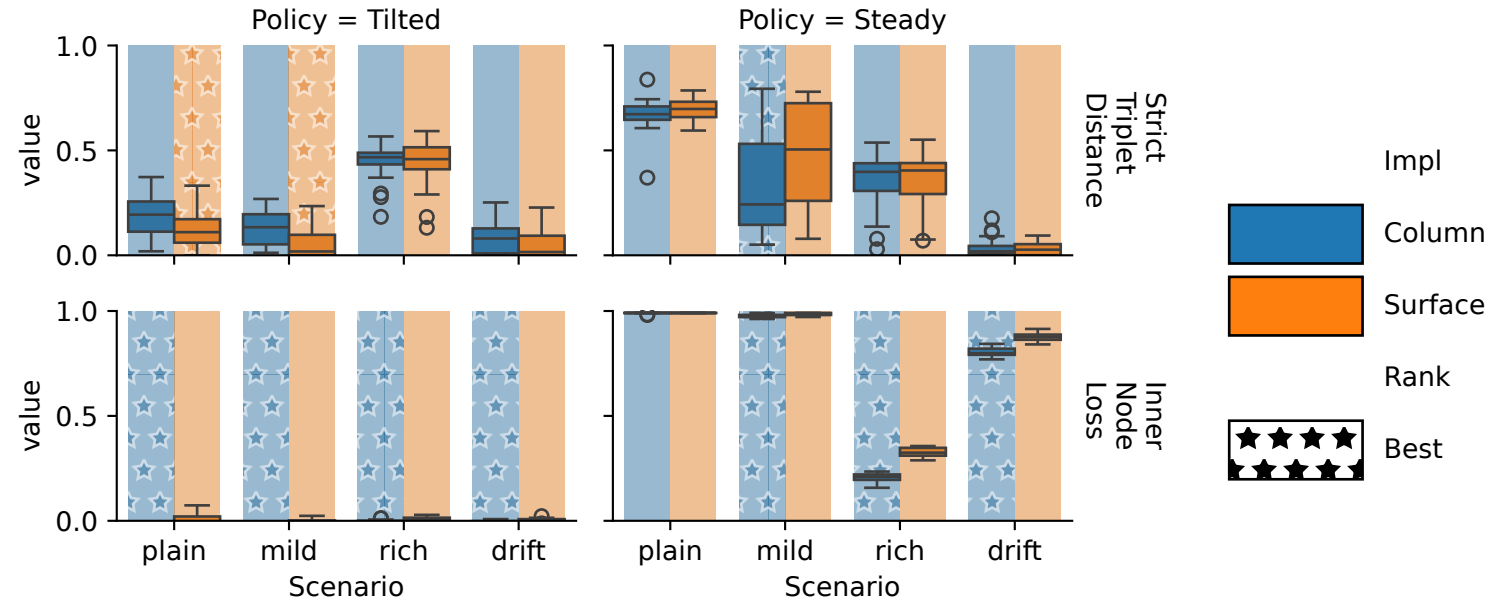 Policy = Tilted
Policy = Steady
1.0
0.5
0.0
value
Strict
Triplet
Distance
1.0
0.5
0.0
value
Inner
Node
Loss
plain
mild
rich
drift
Scenario
plain
mild
rich
drift
Scenario
Impl
Column
Surface
Rank
Best